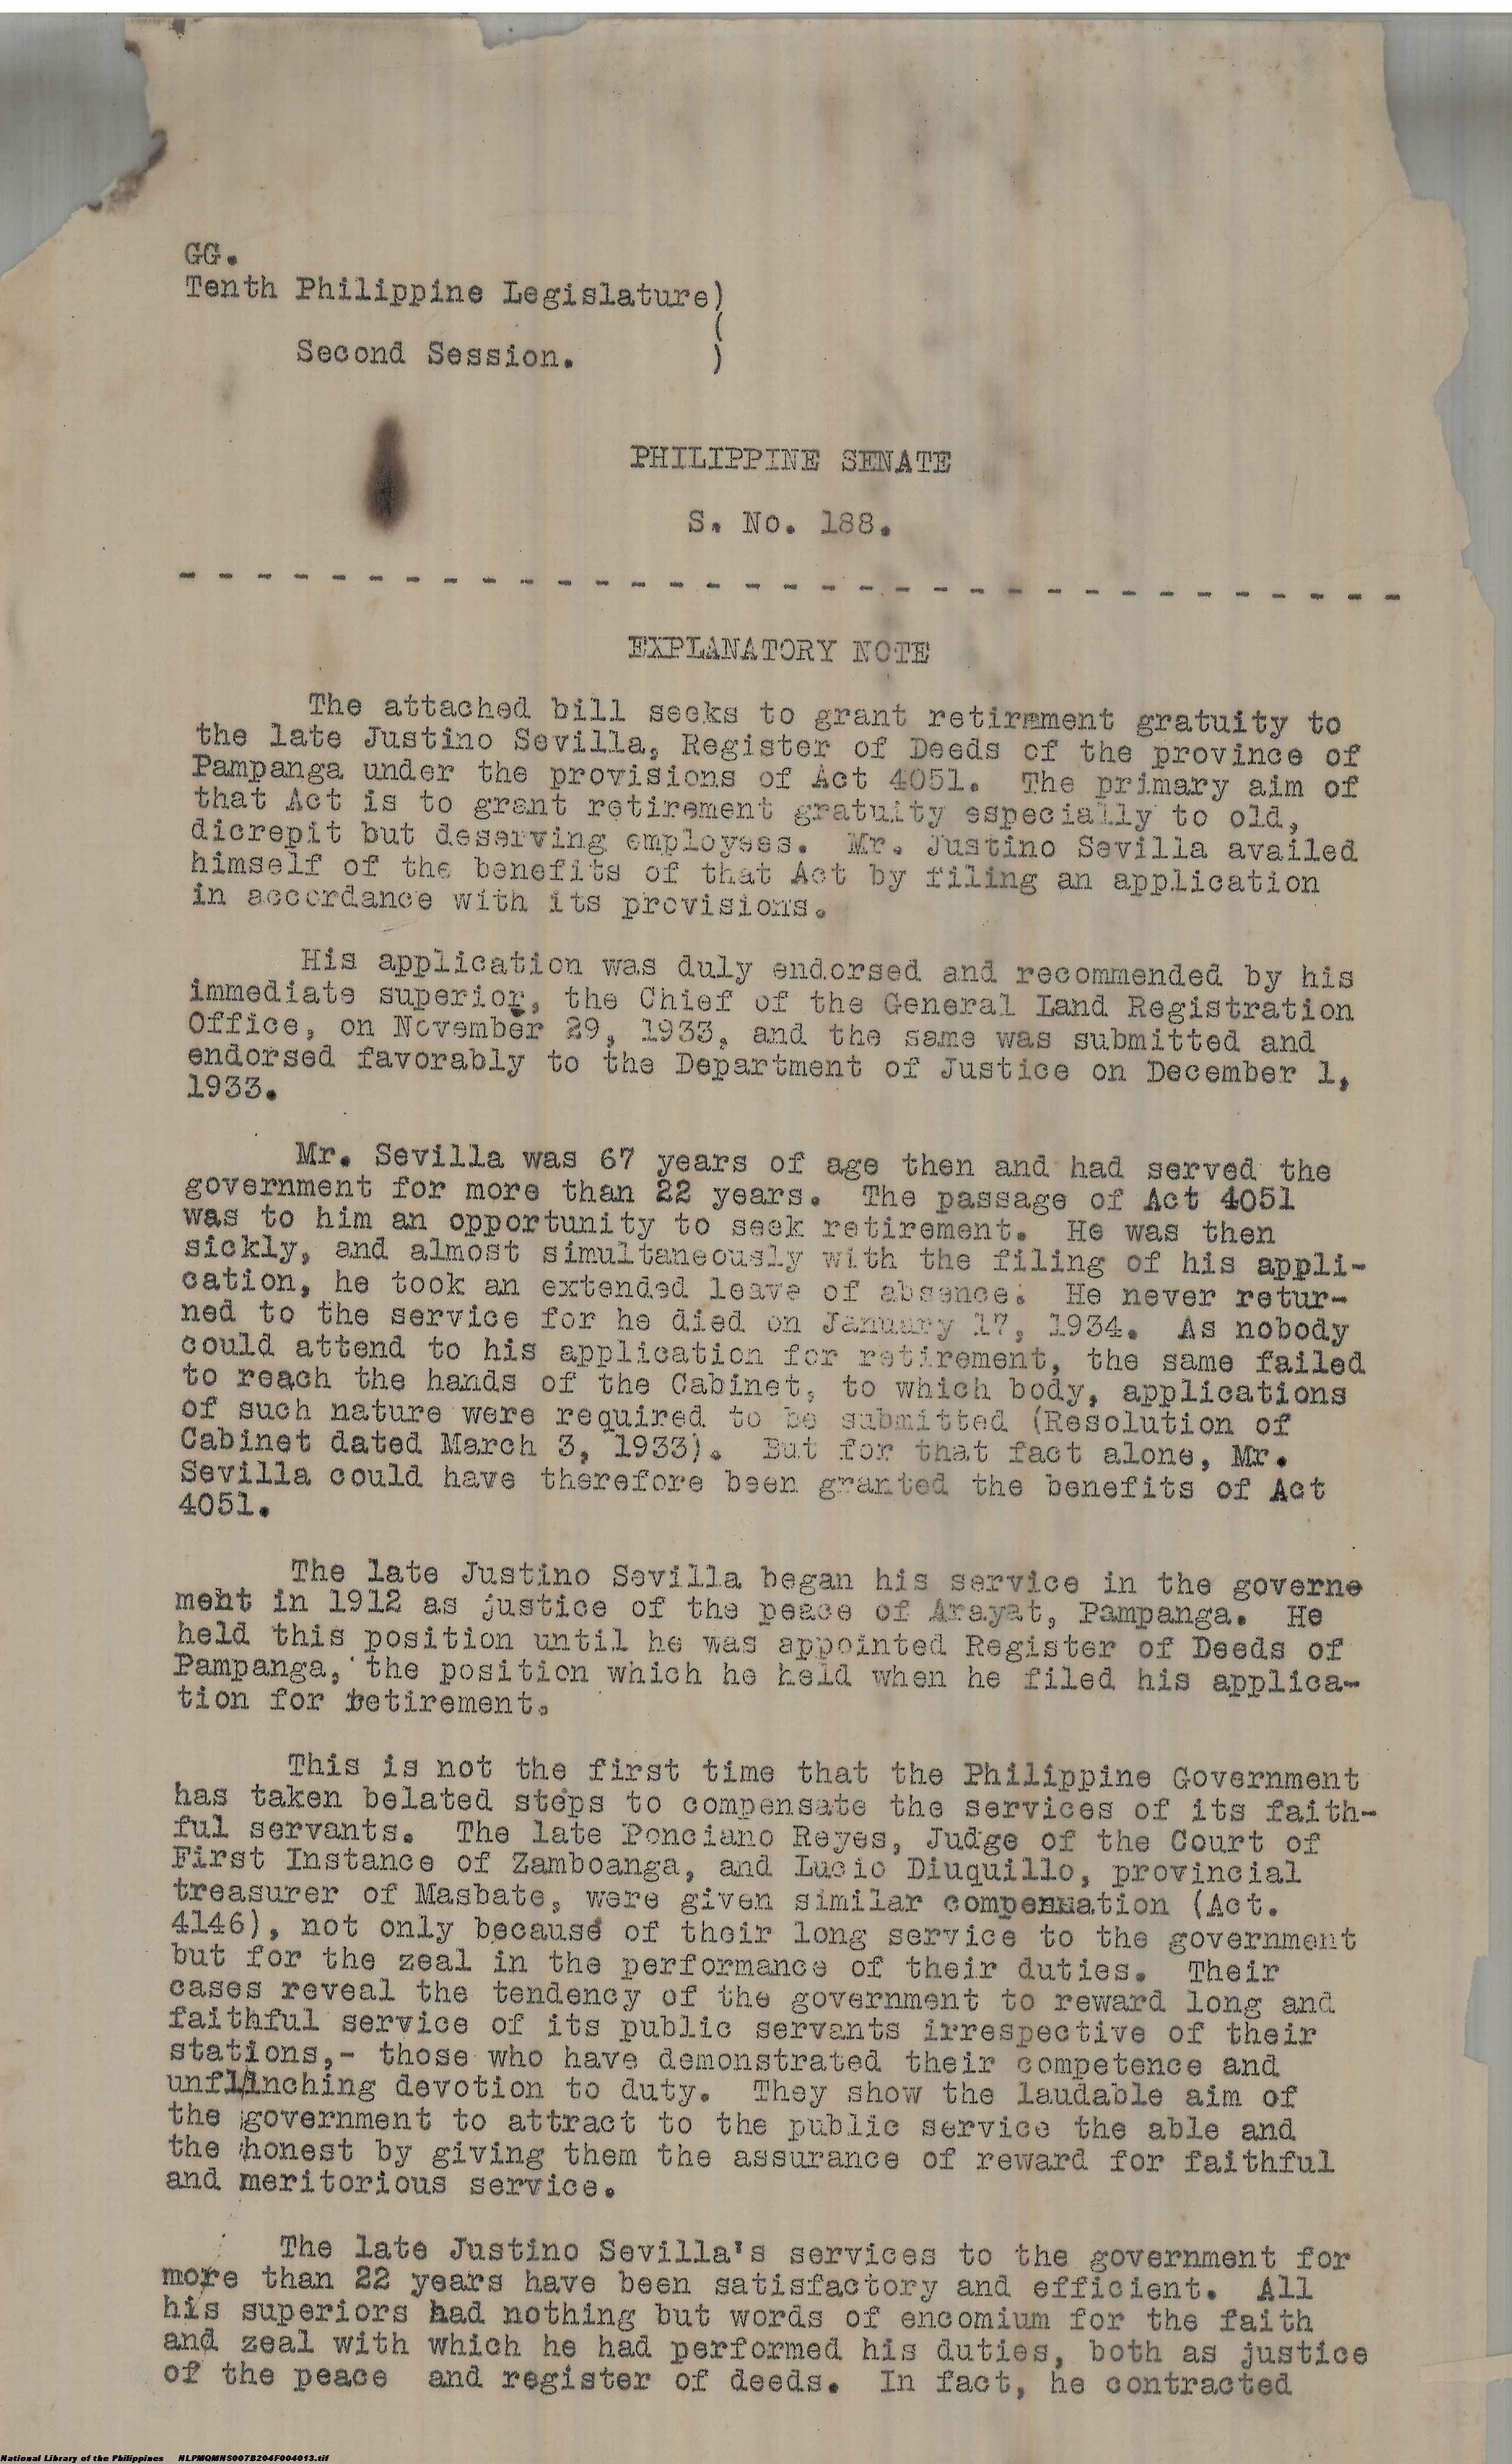 GG.
Tenth Philippine Legislature)
(
Second Session. )
PHILIPPINE SENATE
S. No. 188.
- - - - - - - - - - - - - - - - - - - - - - - - - - - - - - - - -
EXPLANATORY NOTE
The attached bill seeks to grant retirmment gratuity to
the late Justino Sevilla, Register of Deeds of the province of
Pampanga under the provisions of Act 4051. The primary aim of
that Act is to grant retirement gratuity especially to old,
dicrepit but deserving employees. Mr. Justino Sevilla availed
himself of the benefits of that Act by filing an application
in accordance with its provisions.
His application was duly endorsed and recommended by his
immediate superior, the Chief of the General Land Registration
Office, on November 29, 1933, and the same was submitted and
endorsed favorably to the Department of Justice on December 1,
1933.
Mr. Sevilla was 67 years of age then and had served the
government for more than 22 years. The passage of Act 4051
was to him an opportunity to seek retirement. He was then
sickly, and almost simultaneously with the filing of his appli-
cation, he took an extended leave of absence. He never retur-
ned to the service for he died on January 17, 1934. As nobody
could attend to his application for retirement, the same failed
to reach the hands of the Cabinet, to which body, applications
of such nature were required to be submitted (Resolution of
Cabinet dated March 3, 1933). But for that fact alone, Mr.
Sevilla could have therefore been granted the benefits of Act
4051.
The late Justino Sevilla began his service in the governe
ment in 1912 as justice of the peace of Arayat, Pampanga. He
held this position until he was appointed Register of Deeds of
Pampanga, the position which he held when he filed his applica-
tion for retirement.
This is not the first time that the Philippine Government
has taken belated steps to compensate the services of its faith-
ful servants. The late Ponciano Reyes, Judge of the Court of
First Instance of Zamboanga, and Lucio Diuquillo, provincial
treasurer of Masbate, were given similar compensation (Act.
4146), not only because of their long service to the government
but for the zeal in the performance of their duties. Their
cases reveal the tendency of the government to reward long and
faithful service of its public servants irrespective of their
stations,- those who have demonstrated their competence and
unflinching devotion to duty. They show the laudable aim of
the government to attract to the public service the able and
the honest by giving them the assurance of reward for faithful
and meritorious service.
The late Justino Sevilla's services to the government for
more than 22 years have been satisfactory and efficient. All
his superiors had nothing but words of encomium for the faith
and zeal with which he had performed his duties, both as justice
of the peace and register of deeds. In fact, he contracted
National Library of the Philippines NLPMQMNS007B204F004013.tif